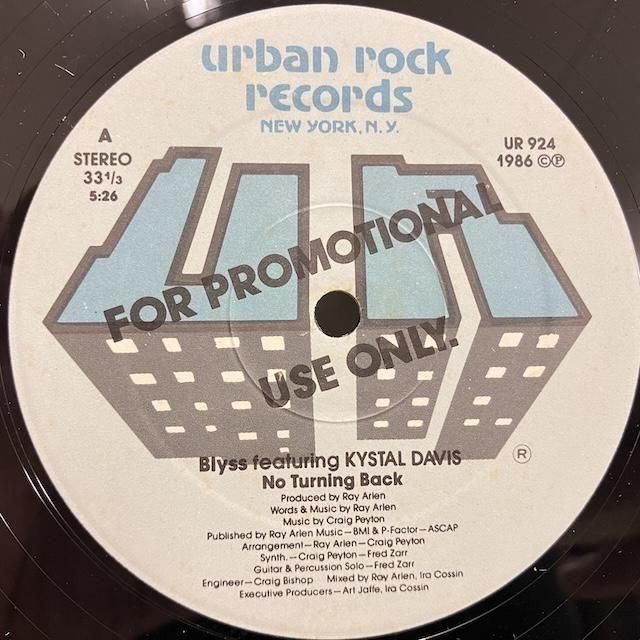 urban rock
records
NEW YORK, N.Y.
A
STEREO
33 1/3
5:26
UR 924
1986 ©℗
FOR PROMOTIONAL
USE ONLY.
®
Blyss featuring KYSTAL DAVIS
No Turning Back
Produced by Ray Arlen
Words & Music by Ray Arlen
Music by Craig Peyton
Published by Ray Arlen Music—BMI & P-Factor—ASCAP
Arrangement—Ray Arlen—Craig Peyton
Synth.—Craig Peyton—Fred Zarr
Guitar & Percussion Solo—Fred Zarr
Engineer—Craig Bishop Mixed by Ray Arlen, Ira Cossin
Executive Producers—Art Jaffe, Ira Cossin